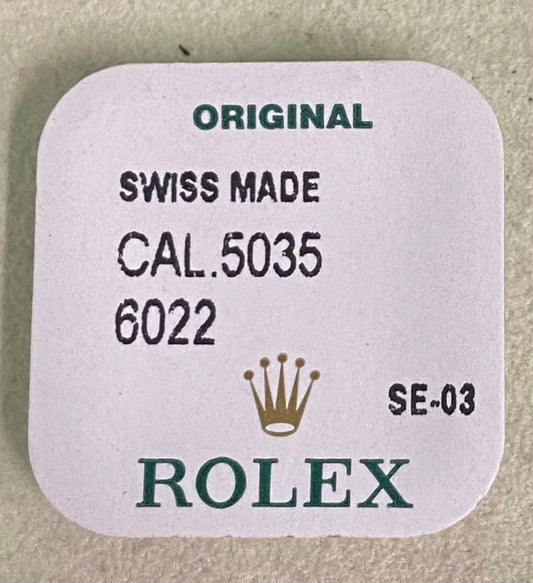 ORIGINAL
SWISS MADE
CAL.5035
6022
SE-03
ROLEX